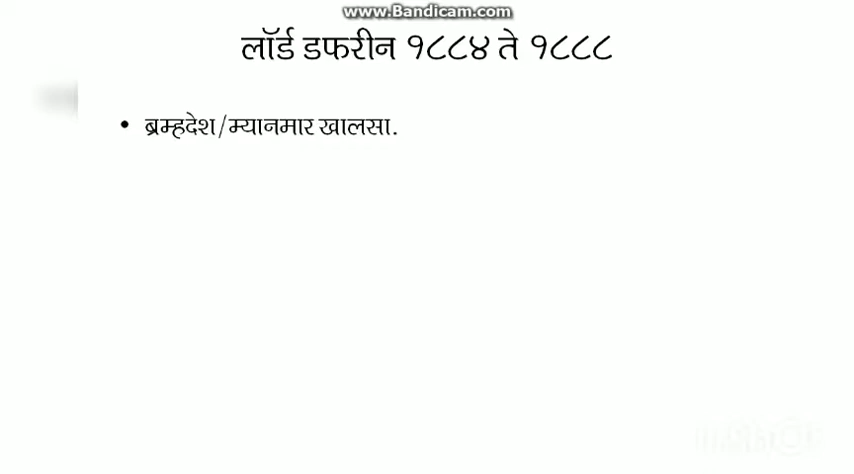 www.Bandicam.com
लॉर्ड डफरीन १८८४ ते १८८८
• ब्रम्हदेश/म्यानमार खालसा.